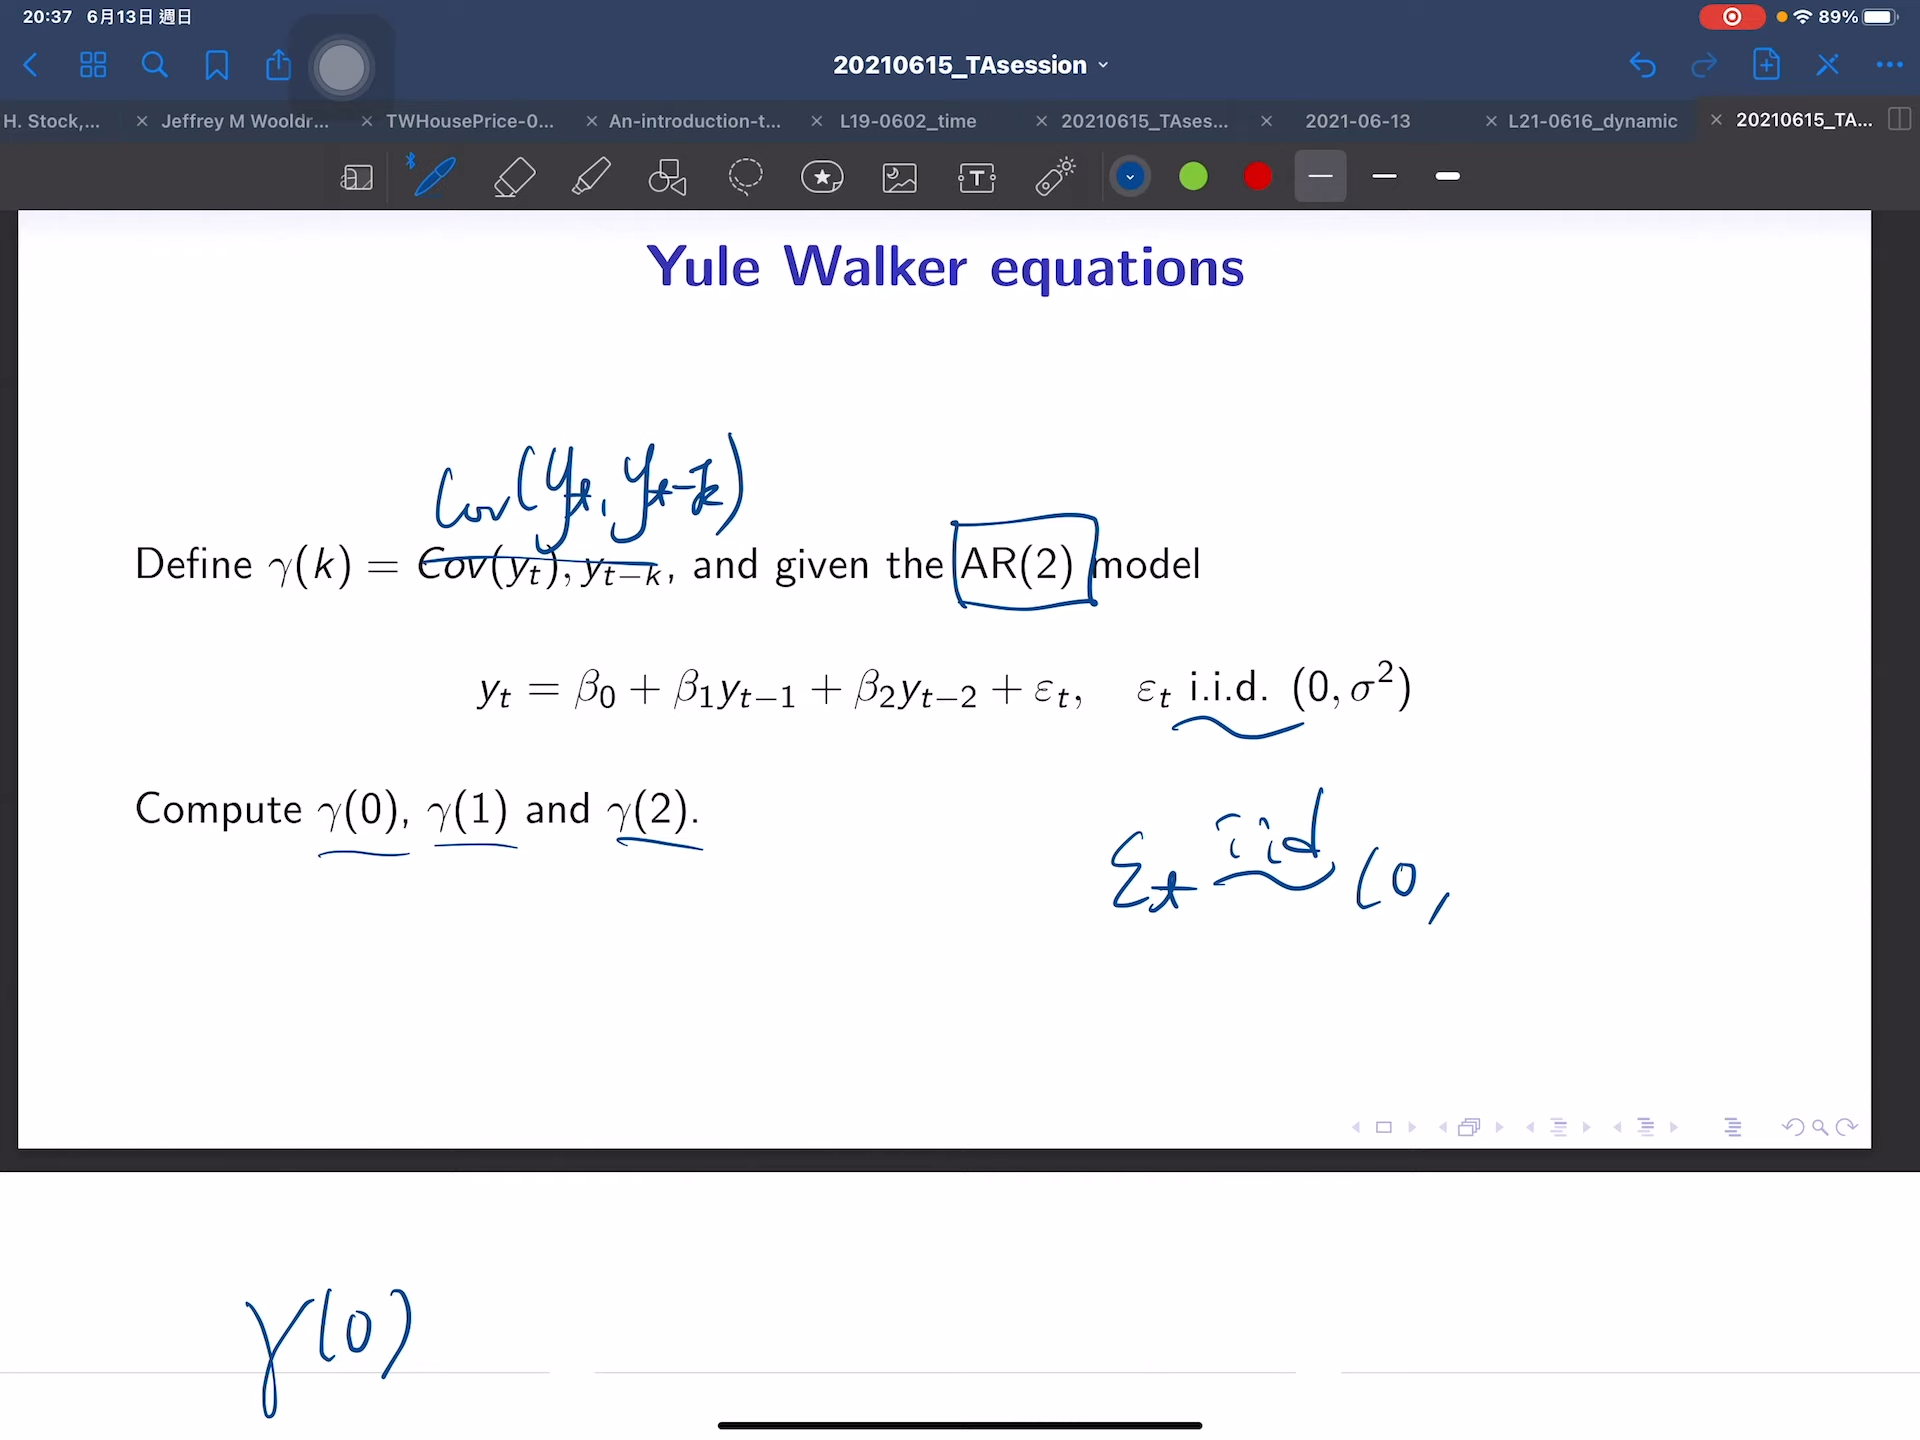 20:37 6月13日 週日
89%
20210615_TAsession
H. Stock,... × Jeffrey M Wooldr... × TWHousePrice-0... × An-introduction-t... × L19-0602_time × 20210615_TAses... × 2021-06-13 × L21-0616_dynamic × 20210615_TA...
Yule Walker equations
Cov(yt, yt-k)
Define γ(k) = Cov(yₜ), yₜ₋ₖ, and given the AR(2) model
yₜ = β₀ + β₁yₜ₋₁ + β₂yₜ₋₂ + εₜ, εₜ i.i.d. (0, σ²)
Compute γ(0), γ(1) and γ(2).
εt iid (0,
γ(0)